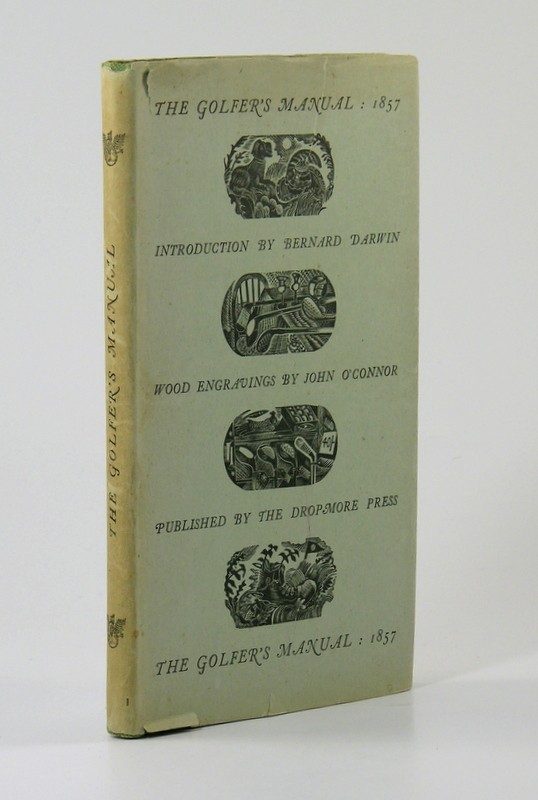 THE GOLFER'S MANUAL : 1857
INTRODUCTION BY BERNARD DARWIN
WOOD ENGRAVINGS BY JOHN O'CONNOR
PUBLISHED BY THE DROPMORE PRESS
THE GOLFER'S MANUAL : 1857
THE GOLFER'S MANUAL